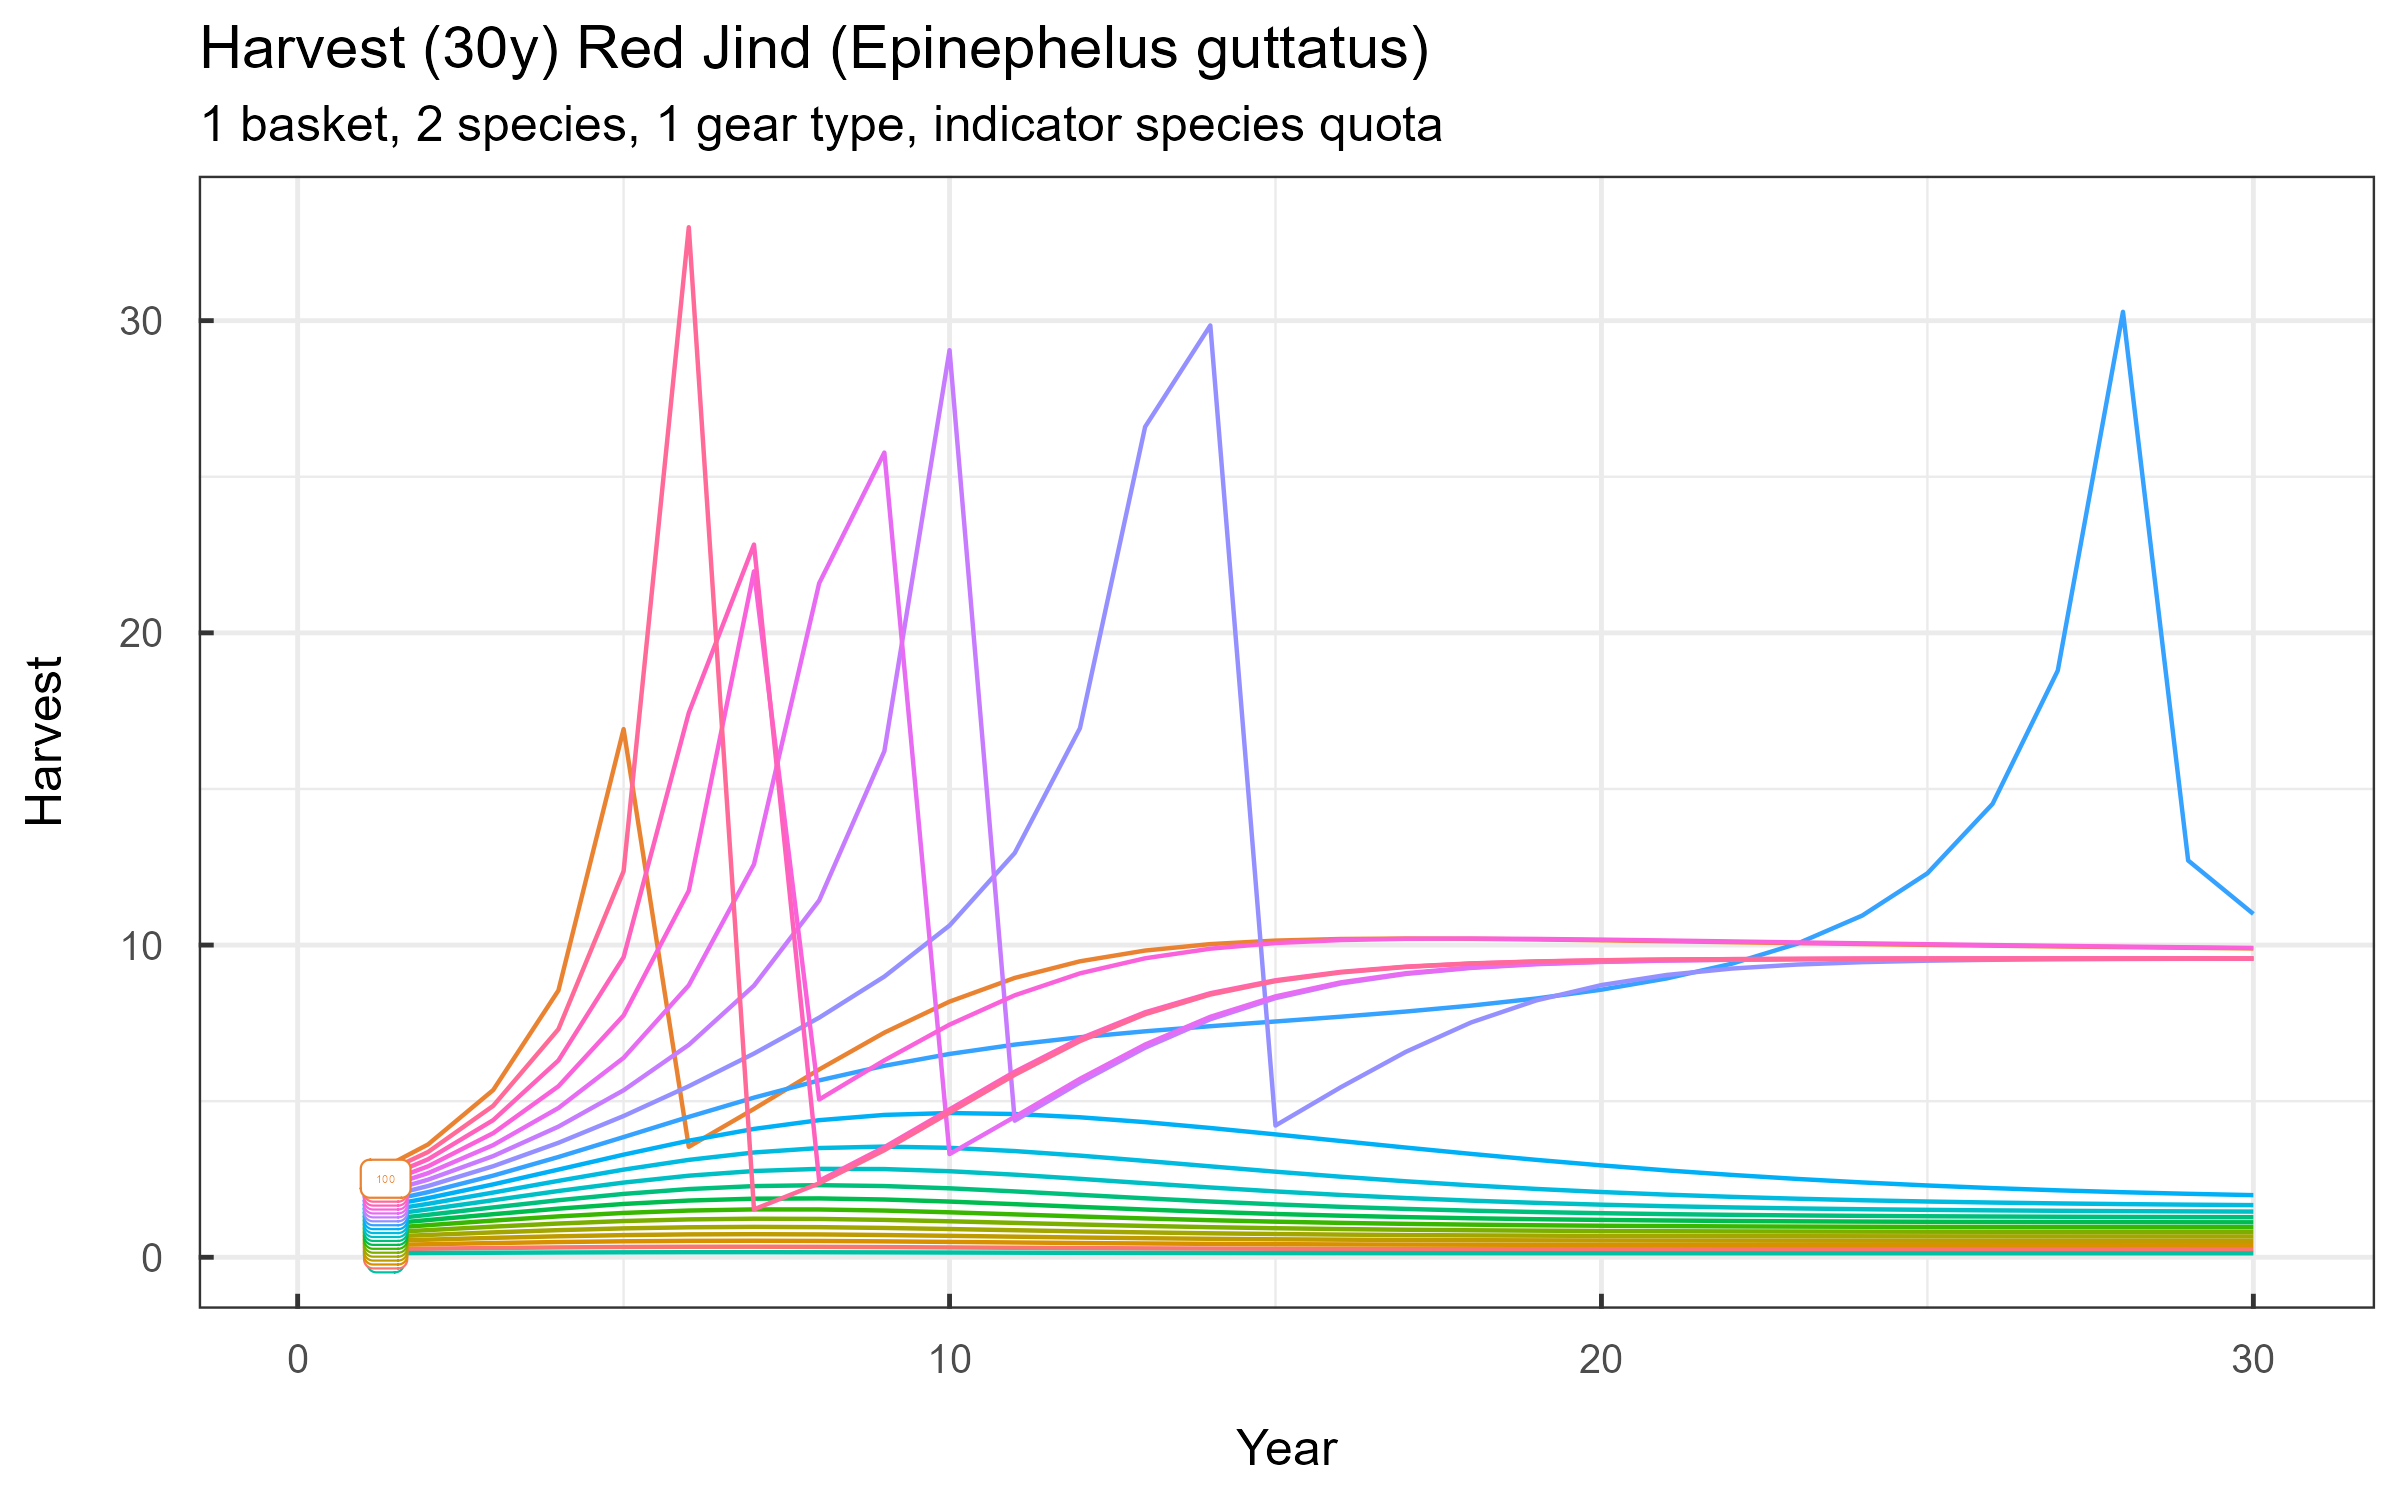 Harvest (30y) Red Jind (Epinephelus guttatus)
1 basket, 2 species, 1 gear type, indicator species quota
30
20
10
0
Harvest
100
0
10
20
30
Year